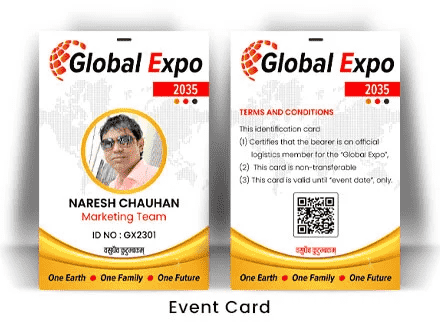 Global Expo
2035
NARESH CHAUHAN
Marketing Team
ID NO : GX2301
वसुधैव कुटुम्बकम्
One Earth • One Family • One Future
Global Expo
2035
TERMS AND CONDITIONS
This identification card
(1) Certifies that the bearer is an official
logistics member for the "Global Expo",
(2) This card is non-transferable
(3) This card is valid until "event date", only.
वसुधैव कुटुम्बकम्
One Earth • One Family • One Future
Event Card